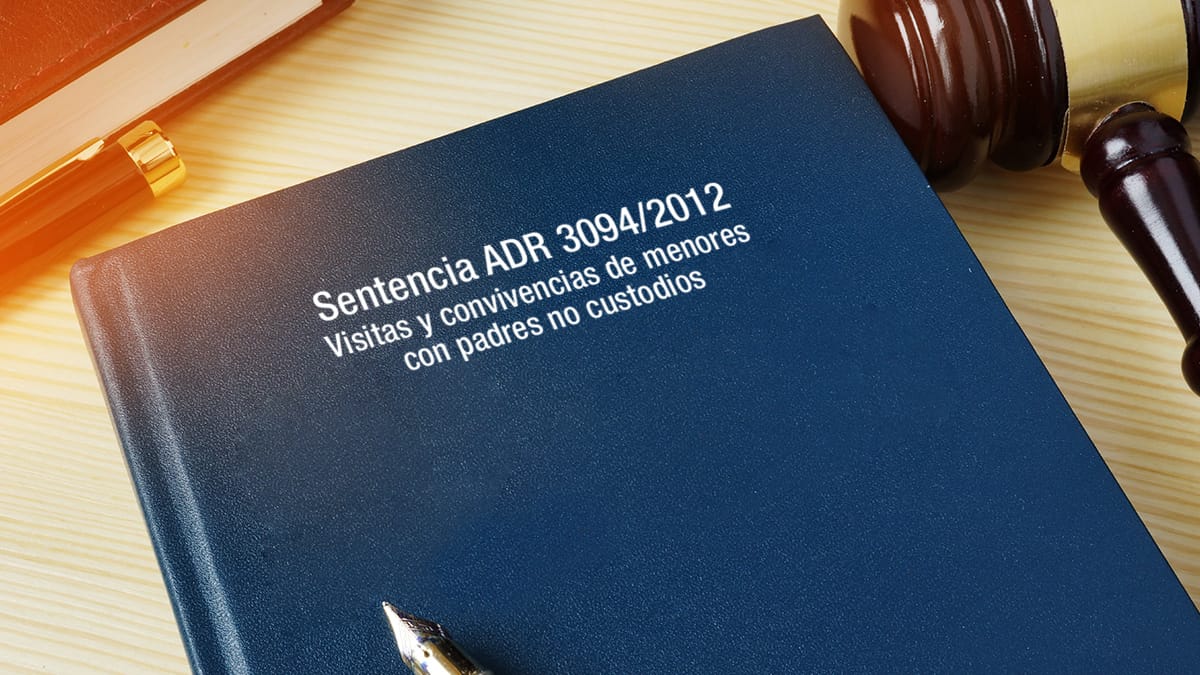 Sentencia ADR 3094/2012
Visitas y convivencias de menores
con padres no custodios